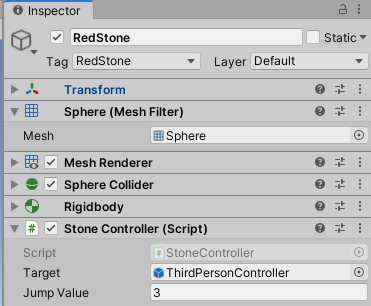 Inspector
RedStone Static
Tag RedStone Layer Default
Transform
Sphere (Mesh Filter)
Mesh Sphere
Mesh Renderer
Sphere Collider
Rigidbody
# Stone Controller (Script)
Script StoneController
Target ThirdPersonController
Jump Value 3